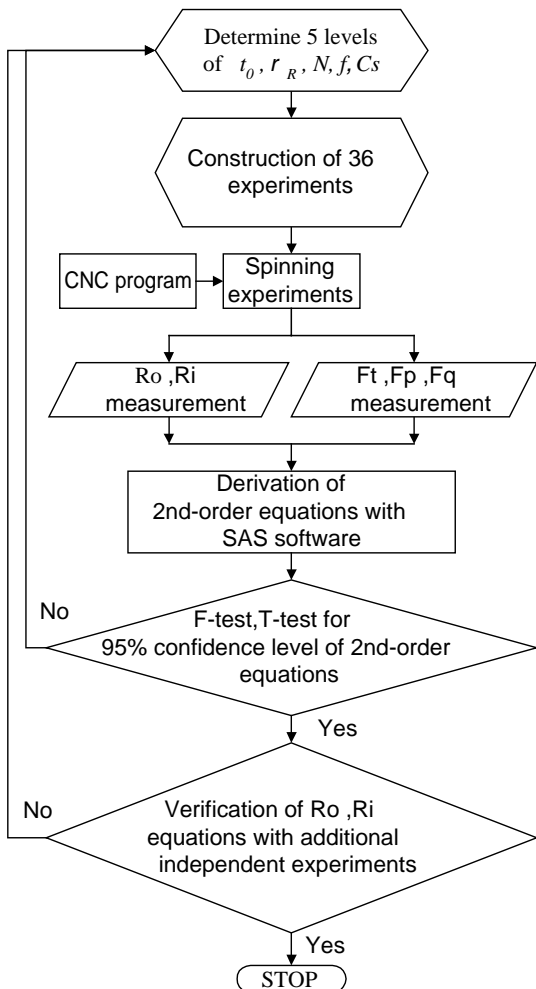 Determine 5 levels
of t₀, r_R, N, f, Cs
Construction of 36
experiments
CNC program
Spinning
experiments
Ro ,Ri
measurement
Ft ,Fp ,Fq
measurement
Derivation of
2nd-order equations with
SAS software
No
F-test,T-test for
95% confidence level of 2nd-order
equations
Yes
No
Verification of Ro ,Ri
equations with additional
independent experiments
Yes
STOP